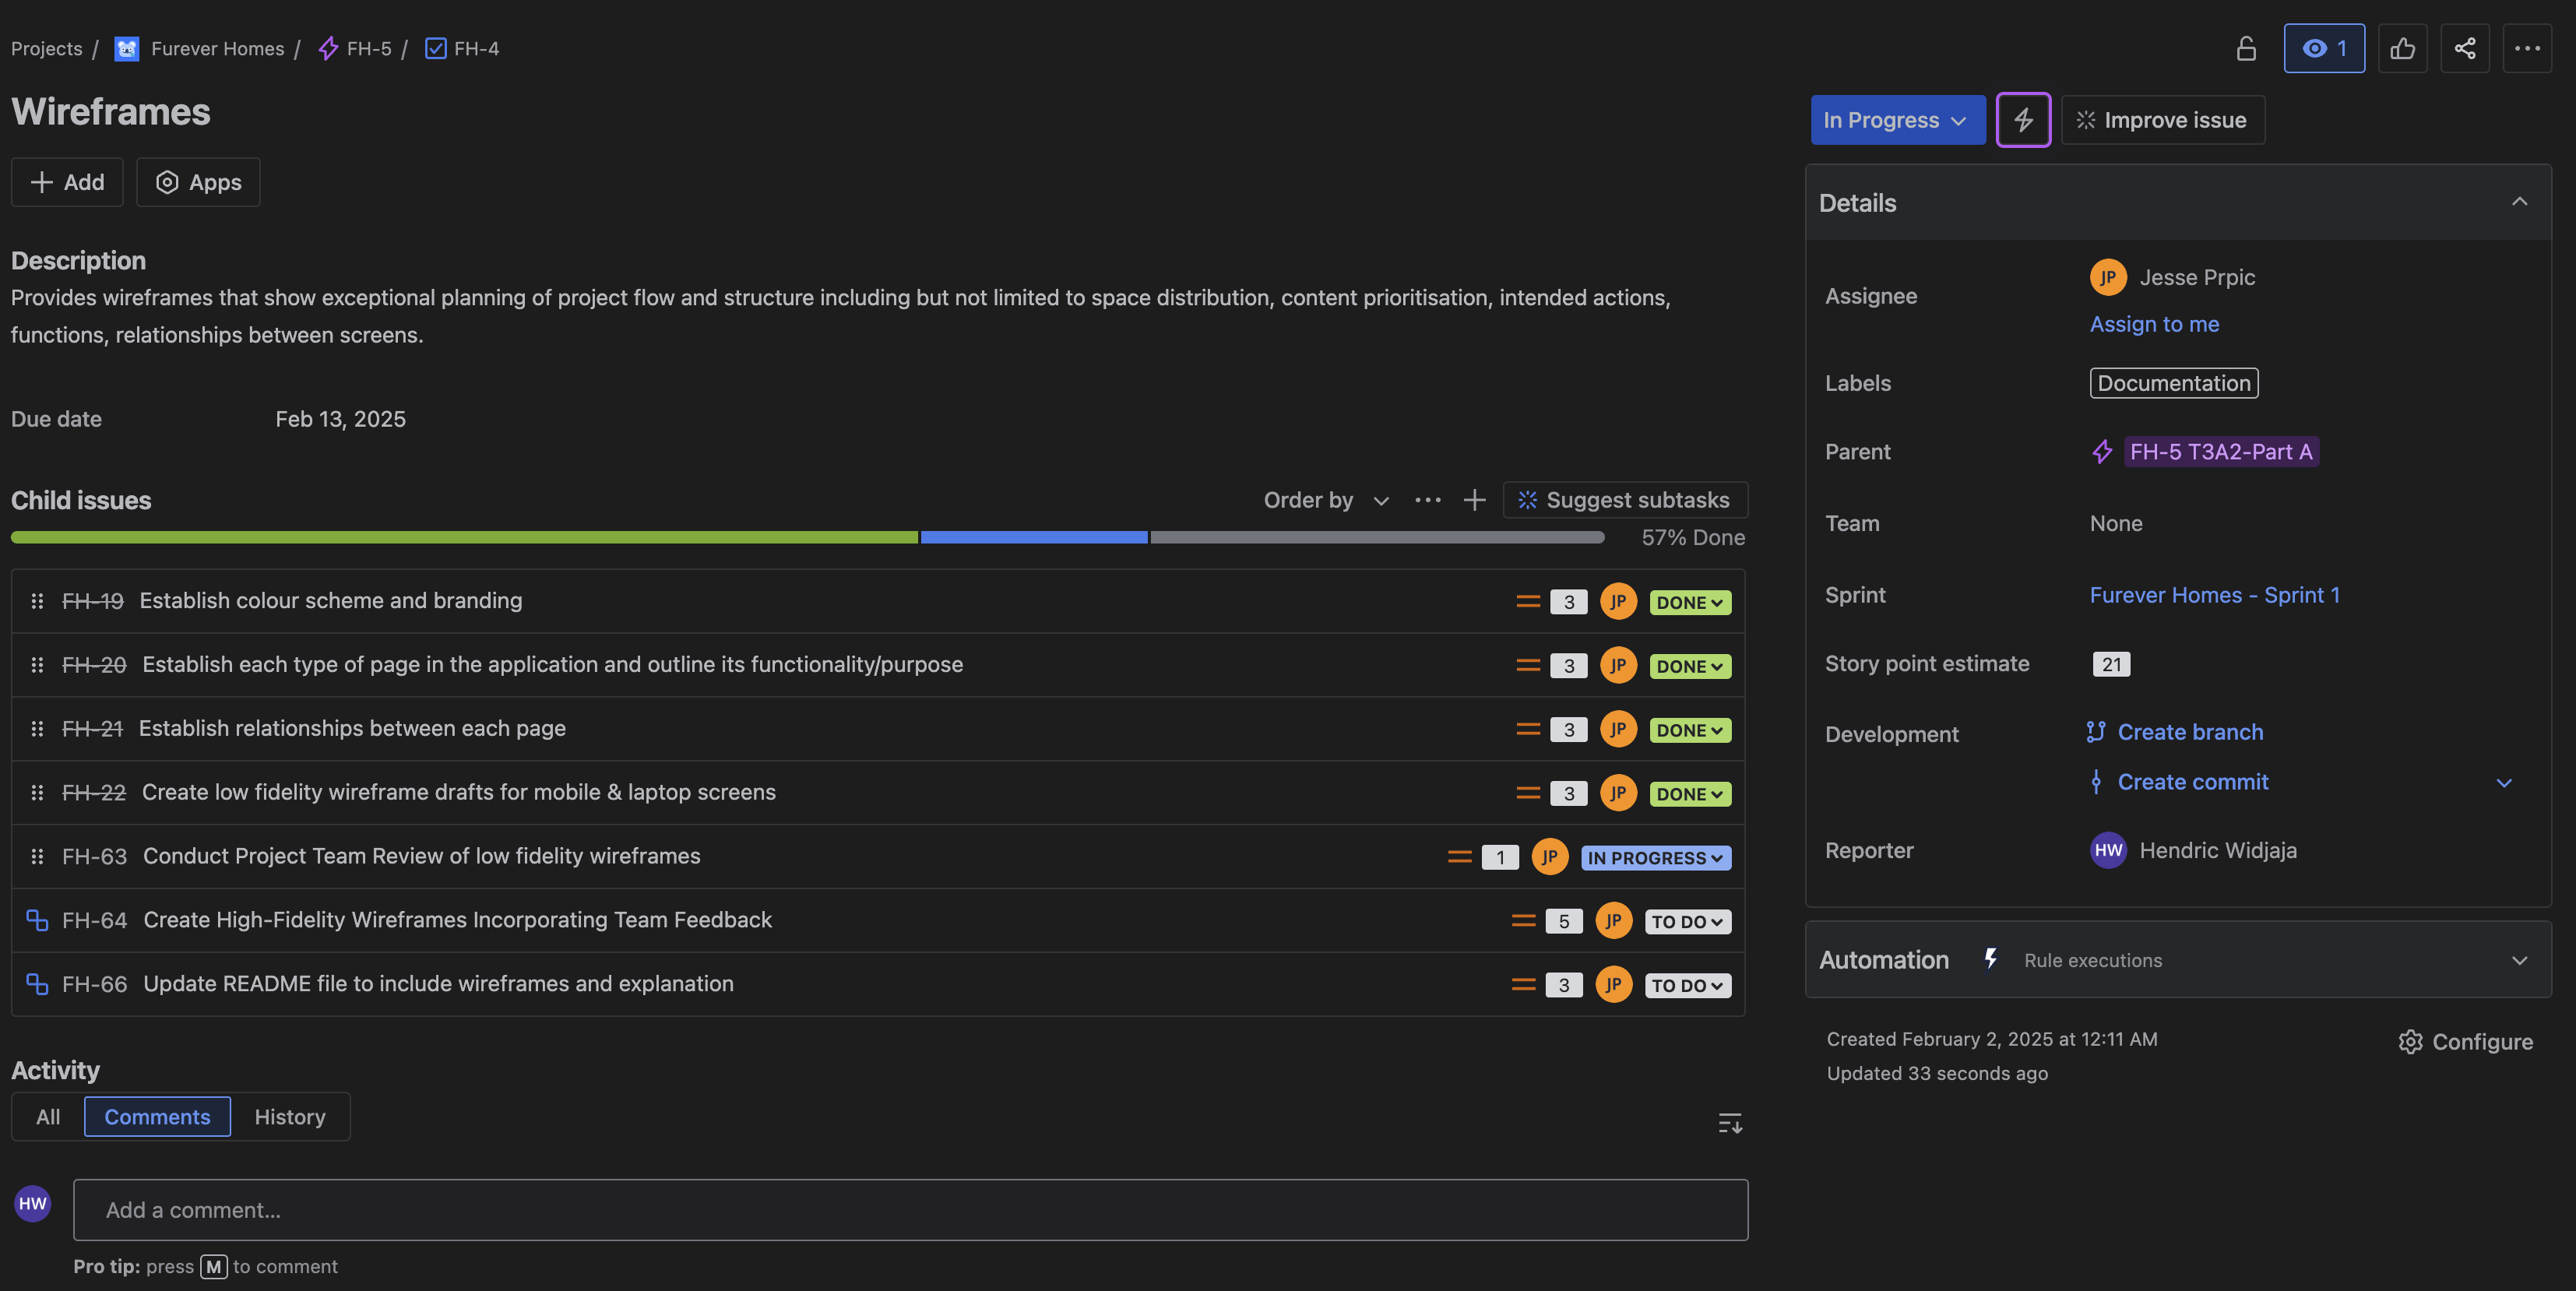 Projects / Furever Homes / FH-5 / FH-4
1
Wireframes
In Progress
Improve issue
Add
Apps
Description
Provides wireframes that show exceptional planning of project flow and structure including but not limited to space distribution, content prioritisation, intended actions,
functions, relationships between screens.
Due date Feb 13, 2025
Child issues
Order by
Suggest subtasks
57% Done
FH-19 Establish colour scheme and branding 3 JP DONE
FH-20 Establish each type of page in the application and outline its functionality/purpose 3 JP DONE
FH-21 Establish relationships between each page 3 JP DONE
FH-22 Create low fidelity wireframe drafts for mobile & laptop screens 3 JP DONE
FH-63 Conduct Project Team Review of low fidelity wireframes 1 JP IN PROGRESS
FH-64 Create High-Fidelity Wireframes Incorporating Team Feedback 5 JP TO DO
FH-66 Update README file to include wireframes and explanation 3 JP TO DO
Activity
All Comments History
HW Add a comment...
Pro tip: press M to comment
Details
Assignee JP Jesse Prpic
Assign to me
Labels Documentation
Parent FH-5 T3A2-Part A
Team None
Sprint Furever Homes - Sprint 1
Story point estimate 21
Development Create branch
Create commit
Reporter HW Hendric Widjaja
Automation Rule executions
Created February 2, 2025 at 12:11 AM
Configure
Updated 33 seconds ago